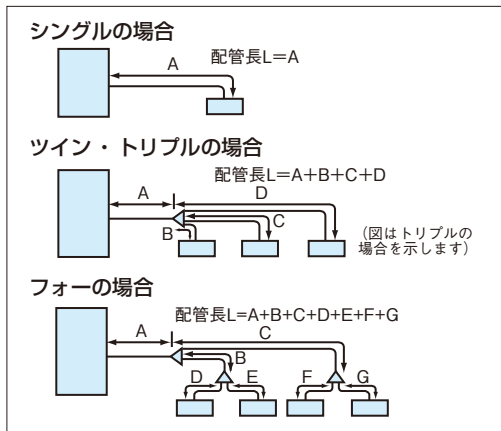 シングルの場合
A
配管長L=A
ツイン・トリプルの場合
配管長L=A+B+C+D
A
D
C
B
(図はトリプルの
場合を示します)
フォーの場合
配管長L=A+B+C+D+E+F+G
A
C
B
D
E
F
G